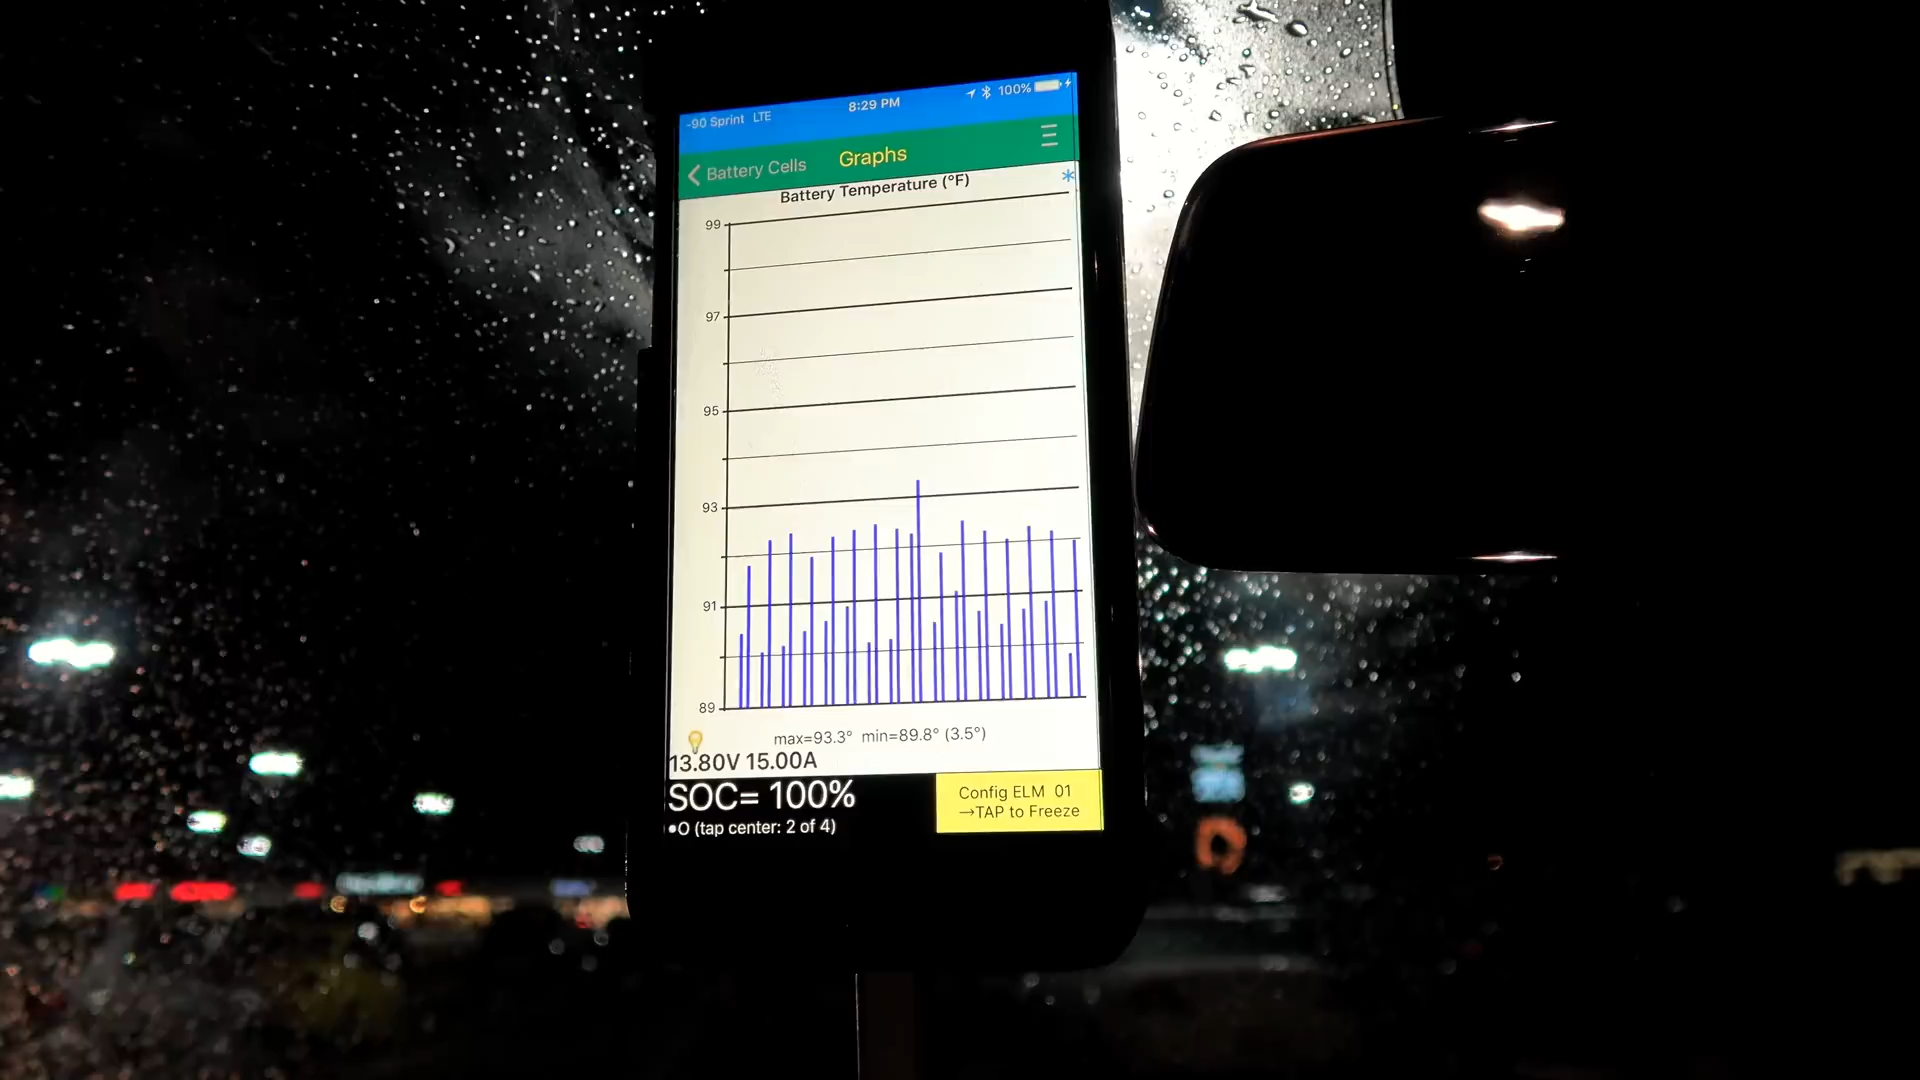 -90 Sprint LTE 8:29 PM 100%
Battery Cells Graphs
Battery Temperature (°F)
*
99
97
95
93
91
89
max=93.3° min=89.8° (3.5°)
13.80V 15.00A
SOC= 100%
•O (tap center: 2 of 4)
Config ELM 01
→TAP to Freeze